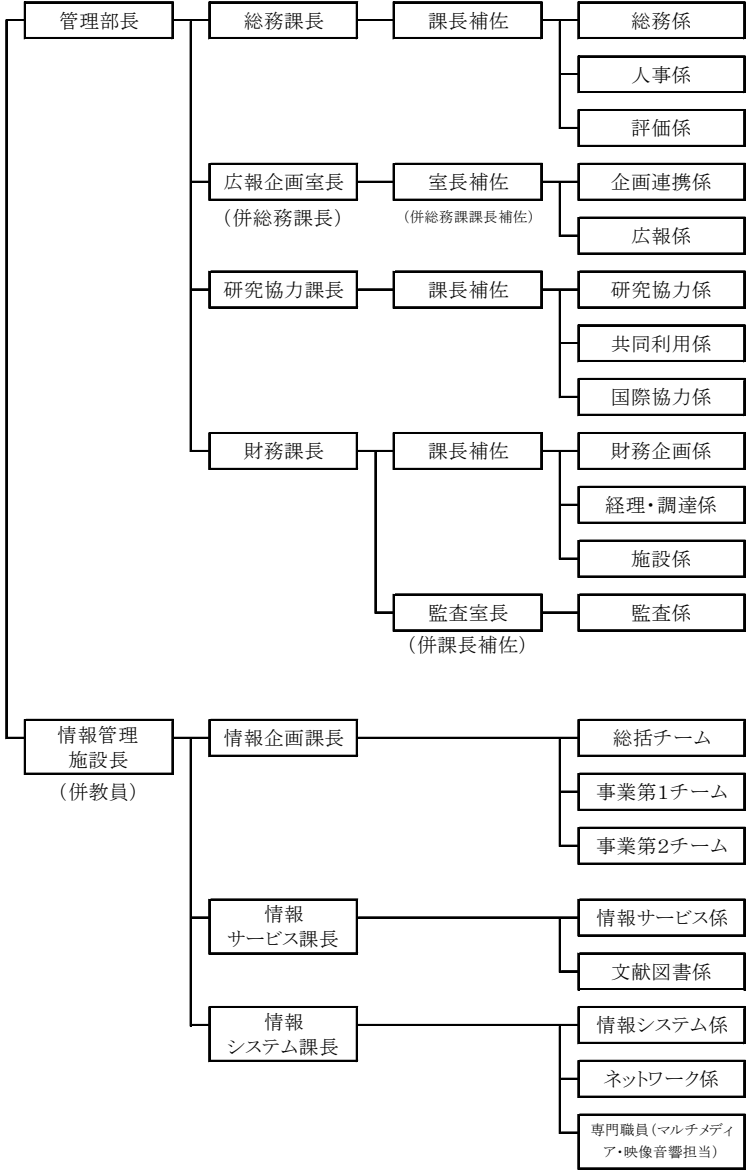 管理部長
総務課長
課長補佐
総務係
人事係
評価係
広報企画室長
(併総務課長)
室長補佐
(併総務課課長補佐)
企画連携係
広報係
研究協力課長
課長補佐
研究協力係
共同利用係
国際協力係
財務課長
課長補佐
財務企画係
経理・調達係
施設係
監査室長
(併課長補佐)
監査係
情報管理
施設長
(併教員)
情報企画課長
総括チーム
事業第1チーム
事業第2チーム
情報
サービス課長
情報サービス係
文献図書係
情報
システム課長
情報システム係
ネットワーク係
専門職員(マルチメディ
ア・映像音響担当)